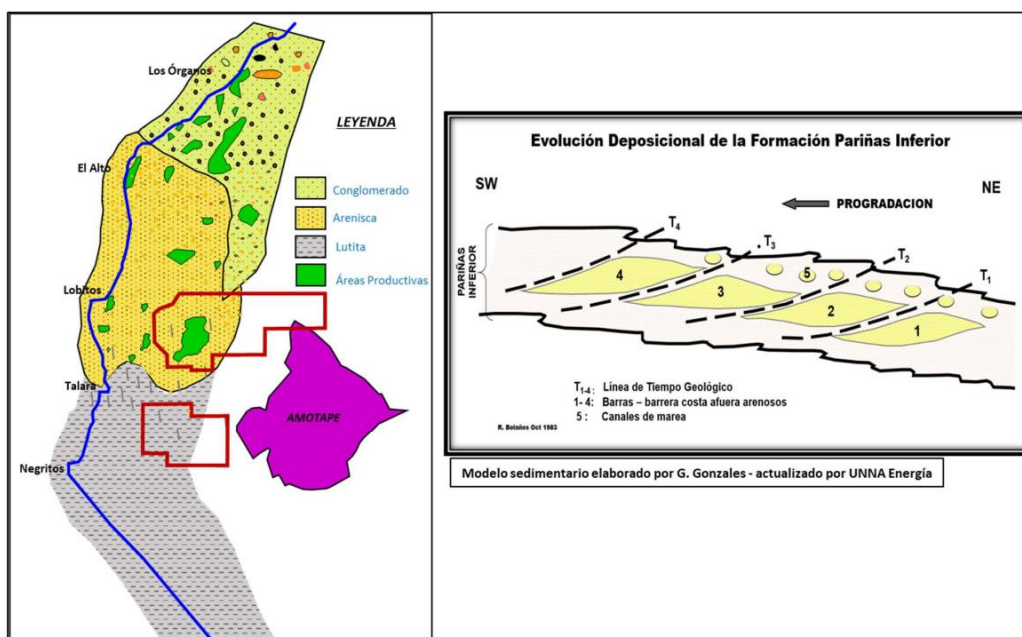 Los Órganos
LEYENDA
El Alto
Conglomerado
Arenisca
Lutita
Áreas Productivas
Lobitos
Talara
AMOTAPE
Negritos
Evolución Deposicional de la Formación Pariñas Inferior
SW
NE
PROGRADACION
T4
T3
T2
T1
PARIÑAS
INFERIOR
4
3
5
2
1
T1-4 : Línea de Tiempo Geológico
1- 4: Barras – barrera costa afuera arenosos
5 : Canales de marea
R. Bolaños Oct 1983
Modelo sedimentario elaborado por G. Gonzales - actualizado por UNNA Energía